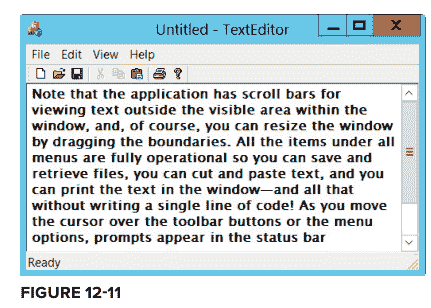 Untitled - TextEditor
File Edit View Help
Note that the application has scroll bars for
viewing text outside the visible area within the
window, and, of course, you can resize the window
by dragging the boundaries. All the items under all
menus are fully operational so you can save and
retrieve files, you can cut and paste text, and you
can print the text in the window—and all that
without writing a single line of code! As you move
the cursor over the toolbar buttons or the menu
options, prompts appear in the status bar
Ready
FIGURE 12-11